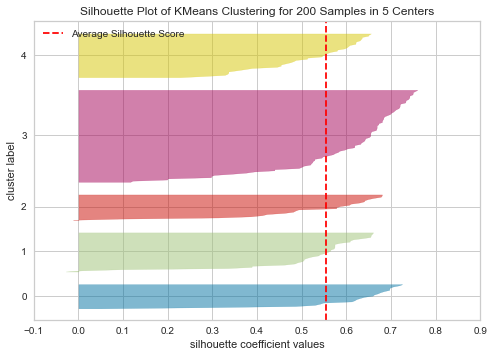 Silhouette Plot of KMeans Clustering for 200 Samples in 5 Centers
Average Silhouette Score
4
3
2
1
0
cluster label
−0.1 0.0 0.1 0.2 0.3 0.4 0.5 0.6 0.7 0.8 0.9
silhouette coefficient values